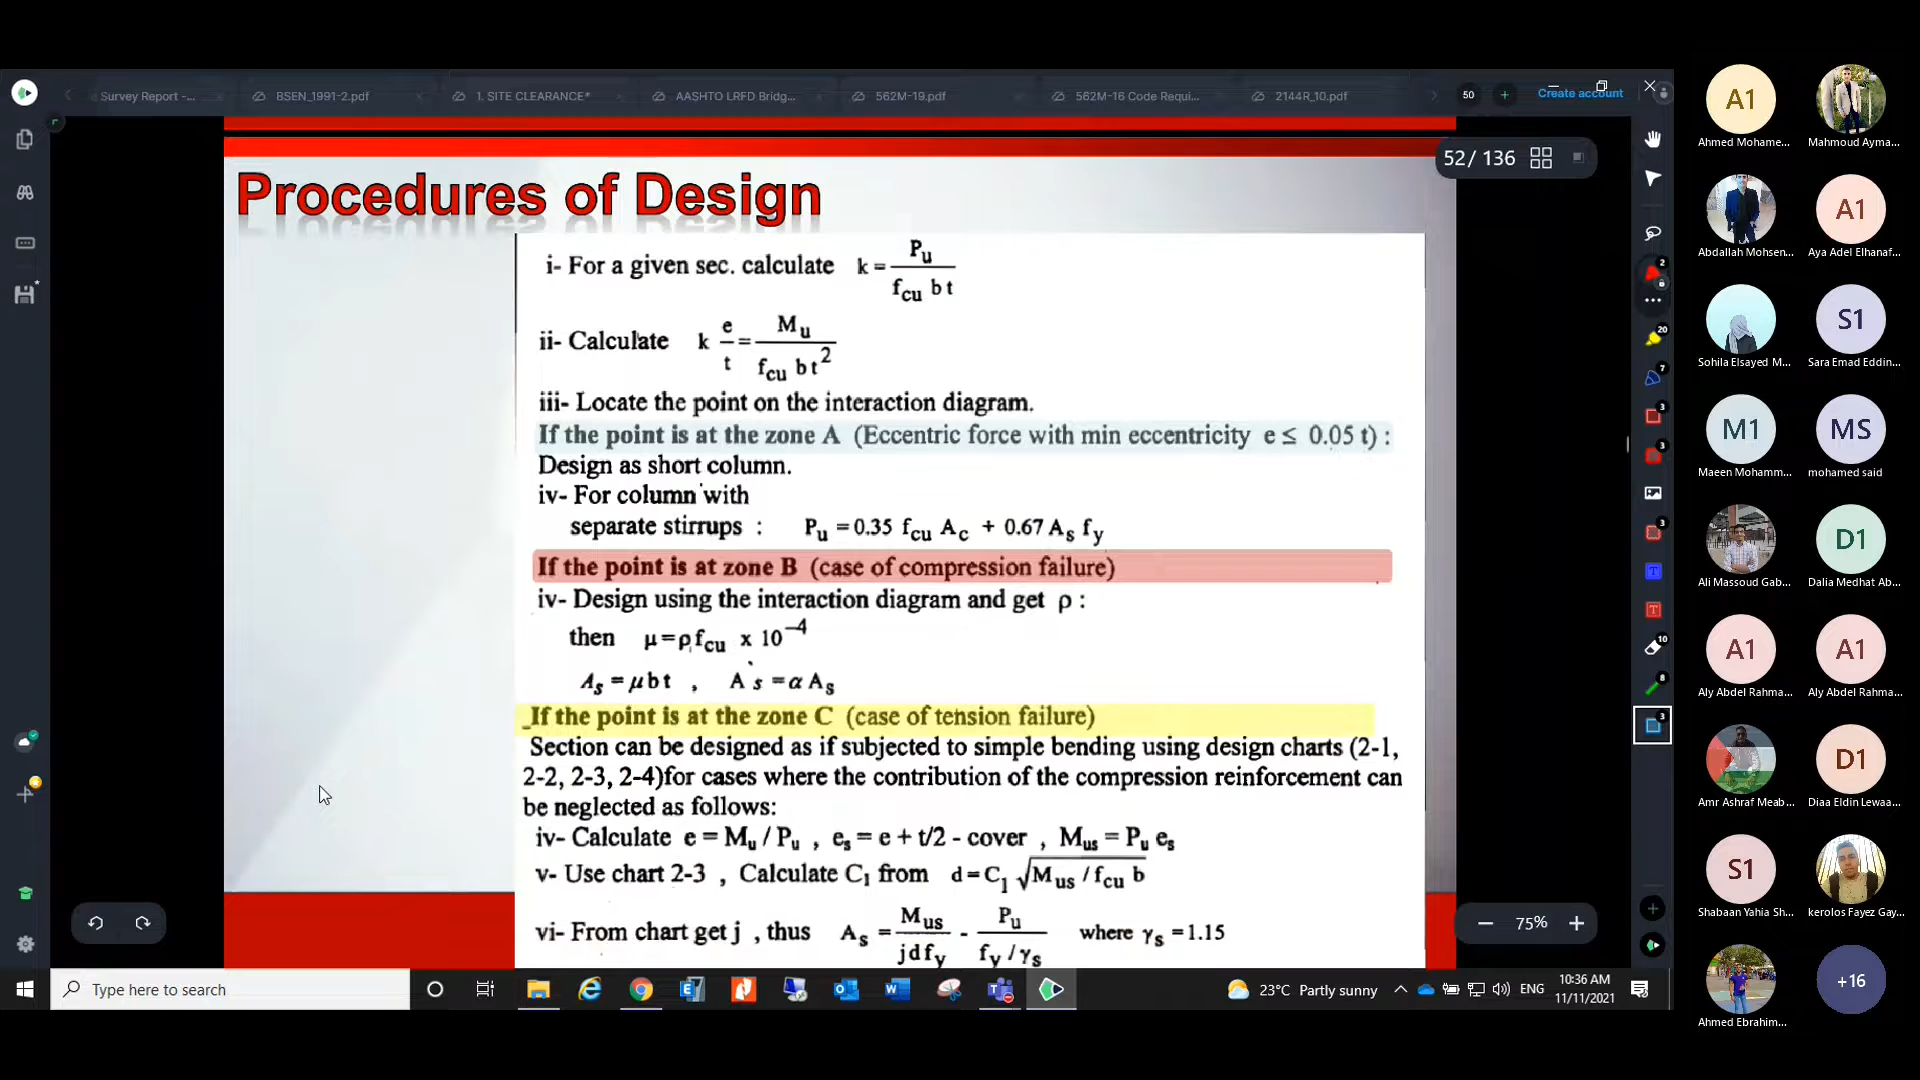 Survey Report -...
BSEN_1991-2.pdf
1. SITE CLEARANCE*
AASHTO LRFD Bridg...
562M-19.pdf
562M-16 Code Requi...
2144R_10.pdf
50
Create account
52/ 136
Procedures of Design
i- For a given sec. calculate k = Pu / fcu b t
ii- Calculate k e/t = Mu / fcu b t²
iii- Locate the point on the interaction diagram.
If the point is at the zone A (Eccentric force with min eccentricity e ≤ 0.05 t) :
Design as short column.
iv- For column with
separate stirrups : Pu = 0.35 fcu Ac + 0.67 As fy
If the point is at zone B (case of compression failure)
iv- Design using the interaction diagram and get ρ :
then μ = ρ fcu x 10⁻⁴
As = μ b t , A's = α As
If the point is at the zone C (case of tension failure)
Section can be designed as if subjected to simple bending using design charts (2-1,
2-2, 2-3, 2-4)for cases where the contribution of the compression reinforcement can
be neglected as follows:
iv- Calculate e = Mu / Pu , es = e + t/2 - cover , Mus = Pu es
v- Use chart 2-3 , Calculate C1 from d = C1 √Mus / fcu b
vi- From chart get j , thus As = Mus / jdfy - Pu / fy / γs where γs = 1.15
75%
Type here to search
23°C Partly sunny
ENG
10:36 AM
11/11/2021
A1
Ahmed Mohame...
Mahmoud Ayma...
Abdallah Mohsen...
A1
Aya Adel Elhanaf...
Sohila Elsayed M...
S1
Sara Emad Eddin...
M1
Maeen Mohamm...
MS
mohamed said
Ali Massoud Gab...
D1
Dalia Medhat Ab...
A1
Aly Abdel Rahma...
A1
Aly Abdel Rahma...
Amr Ashraf Meab...
D1
Diaa Eldin Lewaa...
S1
Shabaan Yahia Sh...
kerolos Fayez Gay...
Ahmed Ebrahim...
+16